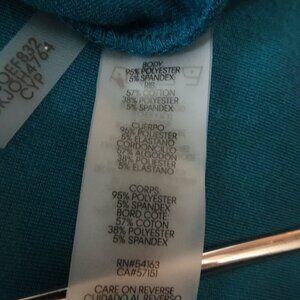 BODY
95% POLYESTER
5% SPANDEX
RIB
57% COTTON
38% POLYESTER
5% SPANDEX
CUERPO
95% POLIESTER
5% ELASTANO
CORDONCILLO
57% ALGODON
38% POLIESTER
5% ELASTANO
CORPS
95% POLYESTER
5% SPANDEX
BORD COTE
57% COTON
38% POLYESTER
5% SPANDEX
RN#54163
CA#57151
CARE ON REVERSE
CUIDADO AL REVERSO